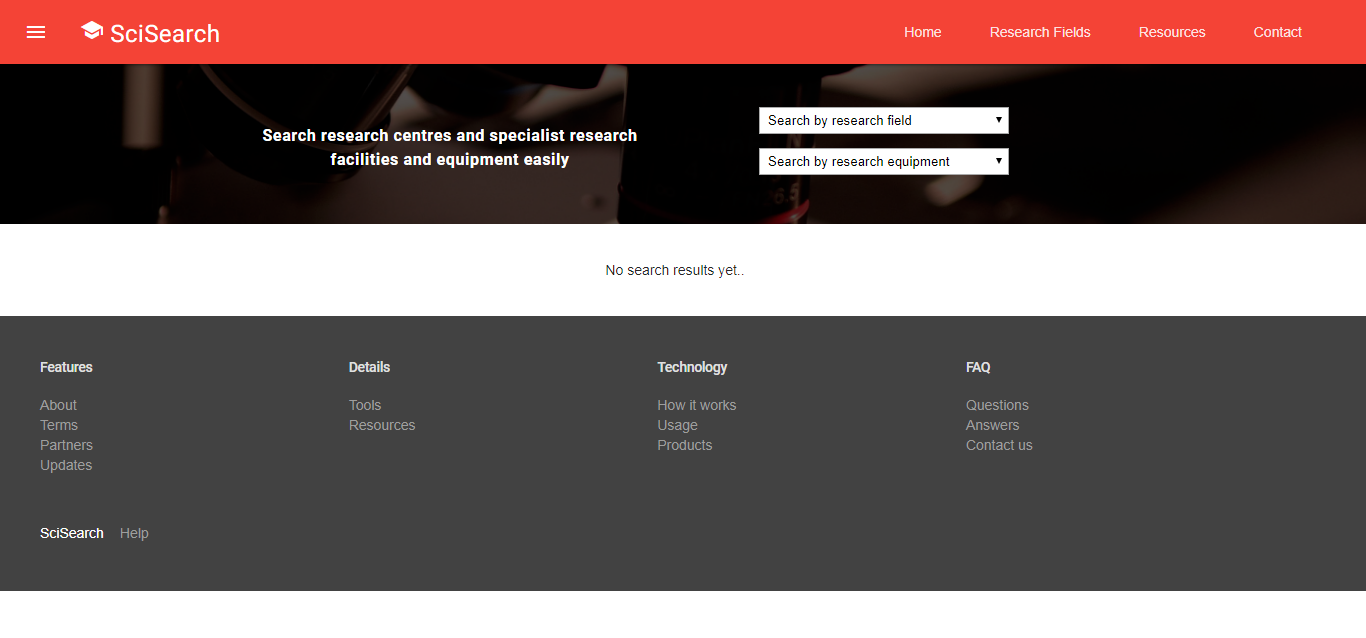 SciSearch
Home
Research Fields
Resources
Contact
Search research centres and specialist research
facilities and equipment easily
Search by research field
Search by research equipment
No search results yet..
Features
About
Terms
Partners
Updates
Details
Tools
Resources
Technology
How it works
Usage
Products
FAQ
Questions
Answers
Contact us
SciSearch
Help